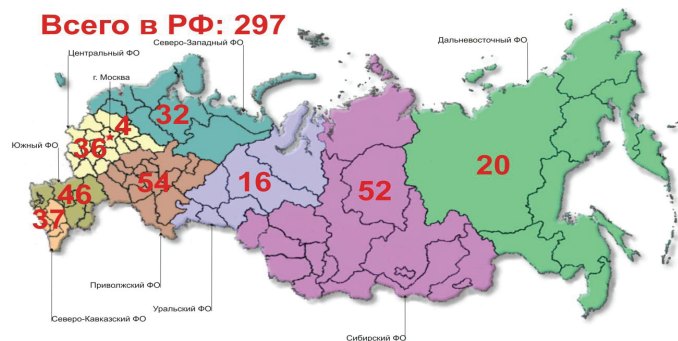 Всего в РФ: 297
Северо-Западный ФО
Дальневосточный ФО
Центральный ФО
г. Москва
32
4
36*
Южный ФО
46
54
16
52
20
37
Приволжский ФО
Уральский ФО
Северо-Кавказский ФО
Сибирский ФО